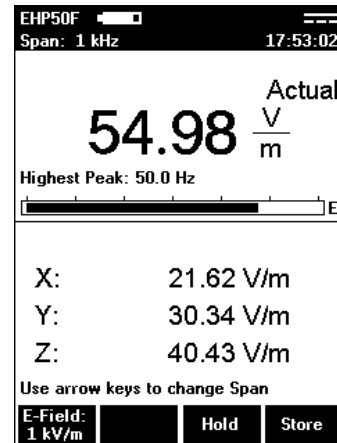 EHP50F
Span: 1 kHz 17:53:02
Actual
54.98 V/m
Highest Peak: 50.0 Hz
E
X: 21.62 V/m
Y: 30.34 V/m
Z: 40.43 V/m
Use arrow keys to change Span
E-Field: 1 kV/m Hold Store